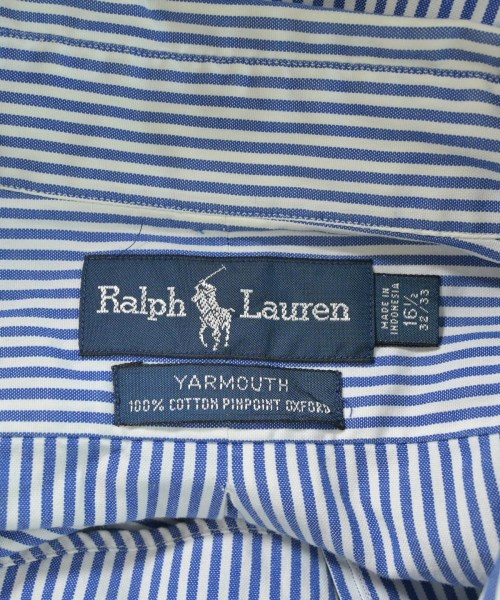 Ralph Lauren
MADE IN
INDONESIA
16½
32/33
YARMOUTH
100% COTTON PINPOINT OXFORD